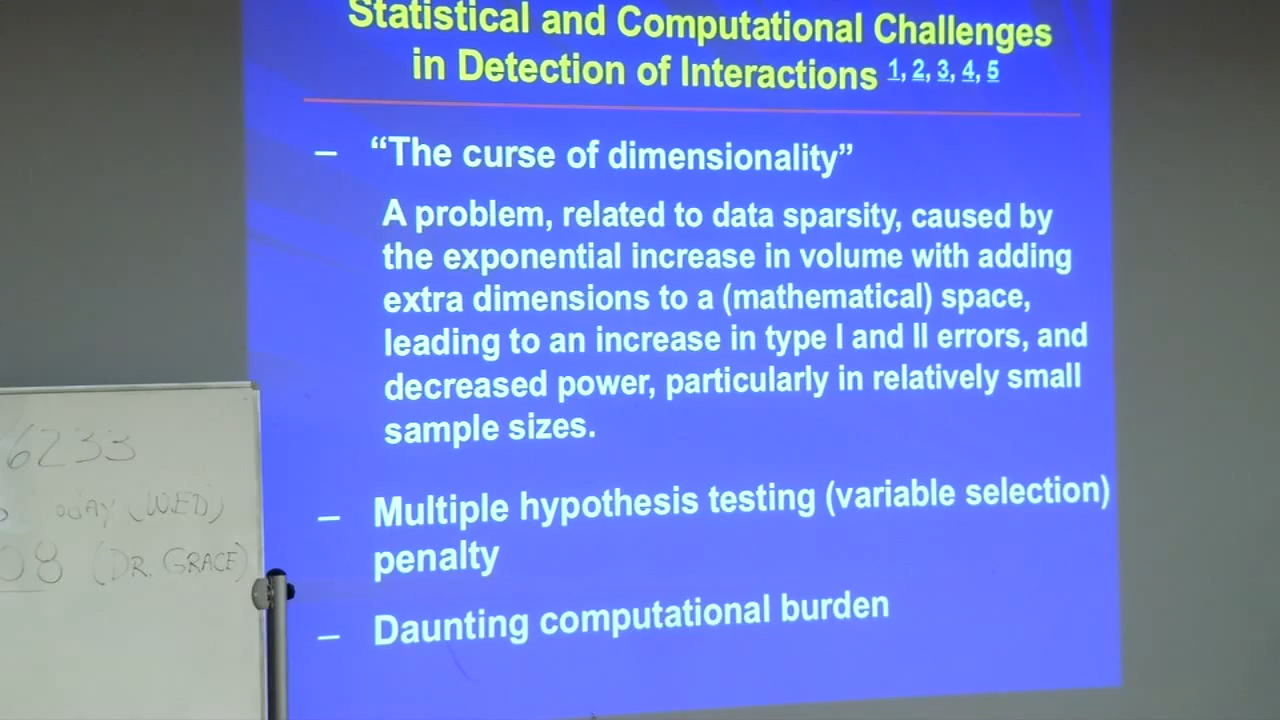 Statistical and Computational Challenges
in Detection of Interactions 1, 2, 3, 4, 5
– “The curse of dimensionality”
A problem, related to data sparsity, caused by
the exponential increase in volume with adding
extra dimensions to a (mathematical) space,
leading to an increase in type I and II errors, and
decreased power, particularly in relatively small
sample sizes.
– Multiple hypothesis testing (variable selection)
penalty
– Daunting computational burden
6233
(WED)
08 (DR. GRACE)